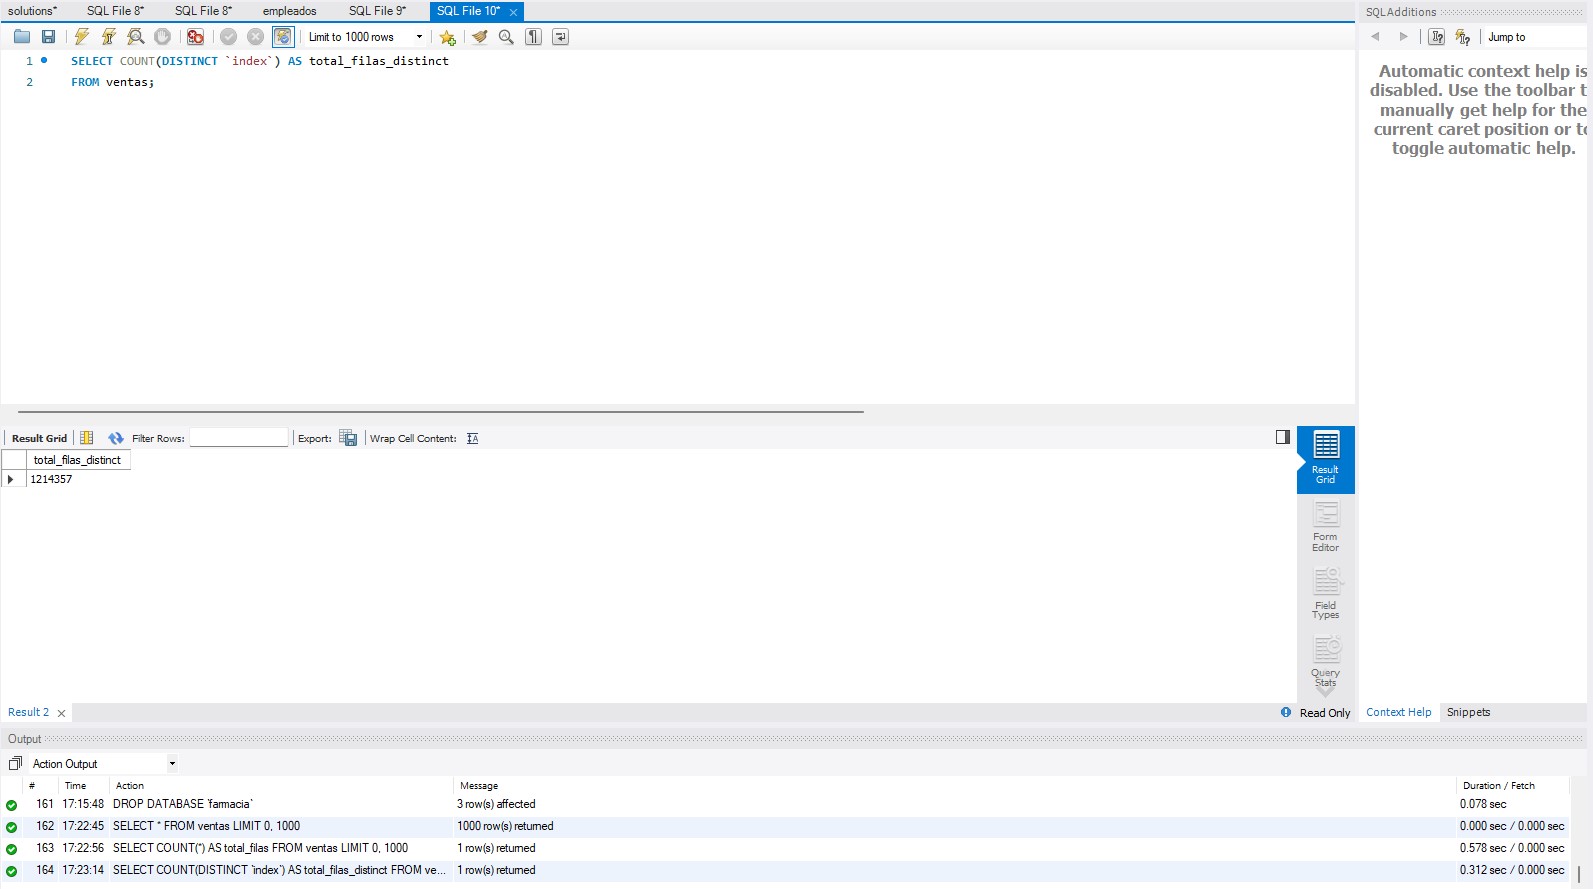 solutions* SQL File 8* SQL File 8* empleados SQL File 9* SQL File 10*
SQLAdditions
Limit to 1000 rows
Jump to
1 SELECT COUNT(DISTINCT `index`) AS total_filas_distinct
2 FROM ventas;
Automatic context help is
disabled. Use the toolbar t
manually get help for the
current caret position or to
toggle automatic help.
Result Grid Filter Rows: Export: Wrap Cell Content:
total_filas_distinct
1214357
Result
Grid
Form
Editor
Field
Types
Query
Stats
Result 2
Read Only
Context Help Snippets
Output
Action Output
# Time Action Message Duration / Fetch
161 17:15:48 DROP DATABASE `farmacia` 3 row(s) affected 0.078 sec
162 17:22:45 SELECT * FROM ventas LIMIT 0, 1000 1000 row(s) returned 0.000 sec / 0.000 sec
163 17:22:56 SELECT COUNT(*) AS total_filas FROM ventas LIMIT 0, 1000 1 row(s) returned 0.578 sec / 0.000 sec
164 17:23:14 SELECT COUNT(DISTINCT `index`) AS total_filas_distinct FROM ve... 1 row(s) returned 0.312 sec / 0.000 sec